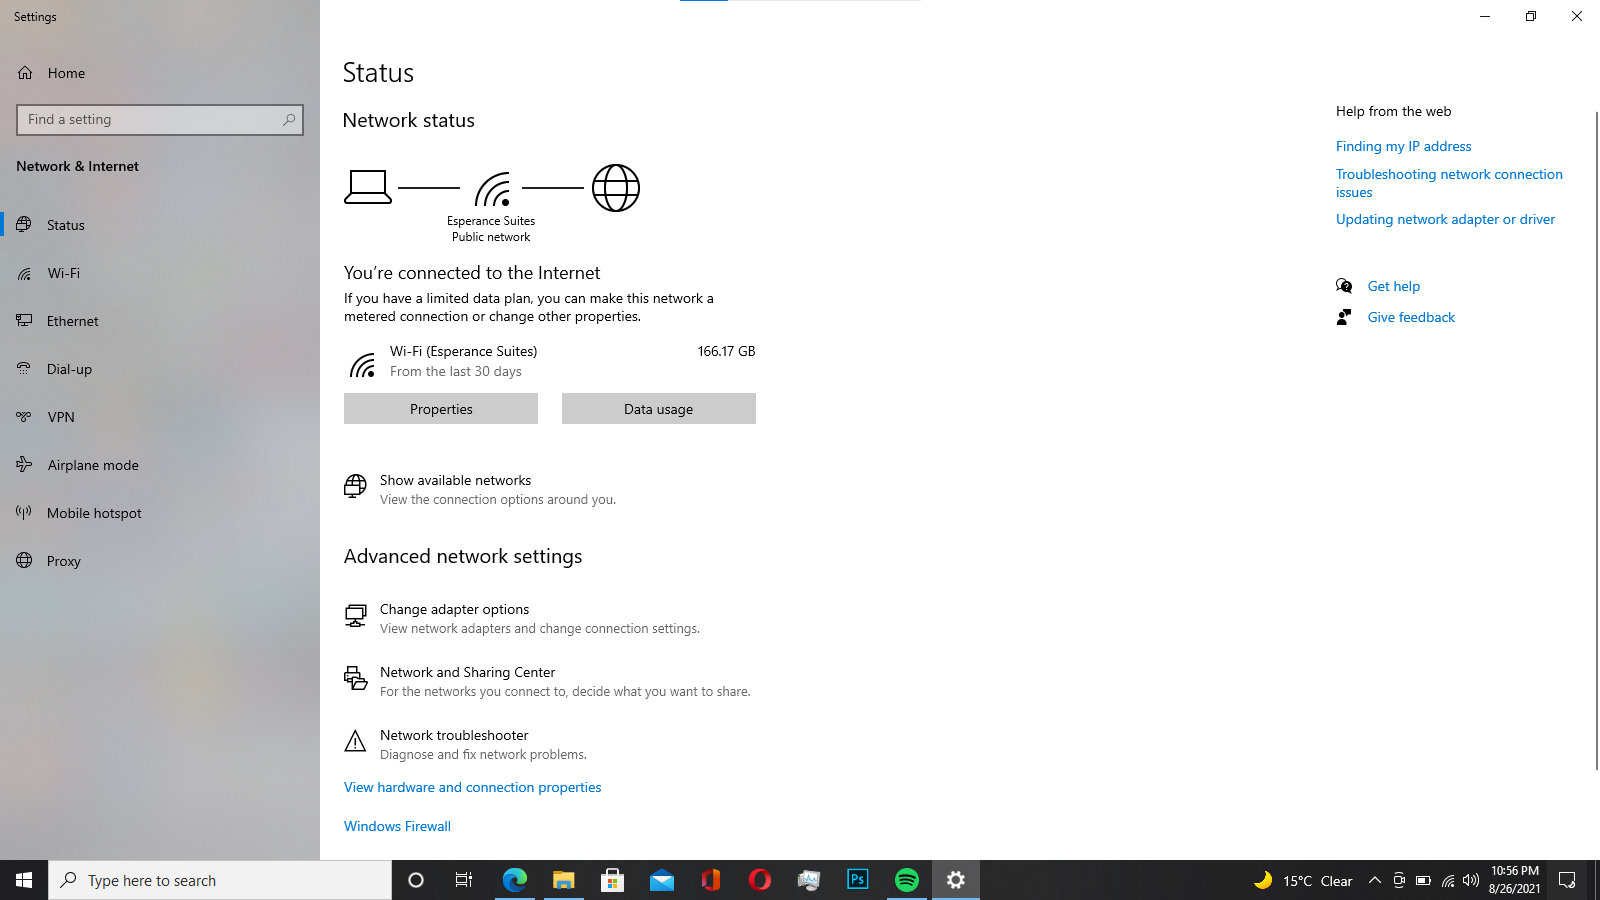 Settings
Home
Find a setting
Network & Internet
Status
Wi-Fi
Ethernet
Dial-up
VPN
Airplane mode
Mobile hotspot
Proxy
Status
Network status
Esperance Suites
Public network
You’re connected to the Internet
If you have a limited data plan, you can make this network a
metered connection or change other properties.
Wi-Fi (Esperance Suites)
166.17 GB
From the last 30 days
Properties
Data usage
Show available networks
View the connection options around you.
Advanced network settings
Change adapter options
View network adapters and change connection settings.
Network and Sharing Center
For the networks you connect to, decide what you want to share.
Network troubleshooter
Diagnose and fix network problems.
View hardware and connection properties
Windows Firewall
Help from the web
Finding my IP address
Troubleshooting network connection
issues
Updating network adapter or driver
Get help
Give feedback
Type here to search
Ps
15°C Clear
10:56 PM
8/26/2021